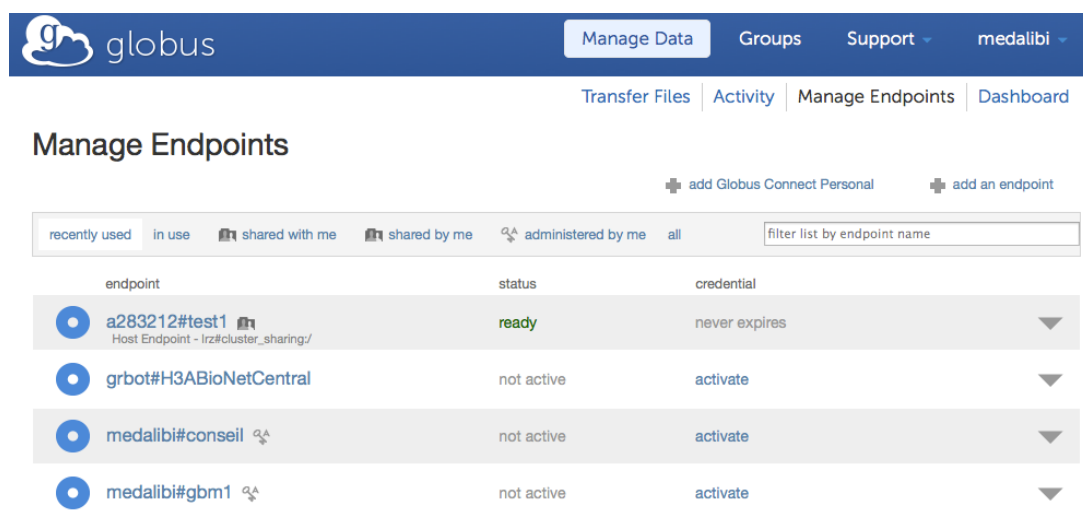 globus Manage Data Groups Support medalibi
Transfer Files Activity Manage Endpoints Dashboard
Manage Endpoints
add Globus Connect Personal add an endpoint
recently used in use shared with me shared by me administered by me all filter list by endpoint name
endpoint status credential
a283212#test1 ready never expires
Host Endpoint - lrz#cluster_sharing:/
grbot#H3ABioNetCentral not active activate
medalibi#conseil not active activate
medalibi#gbm1 not active activate